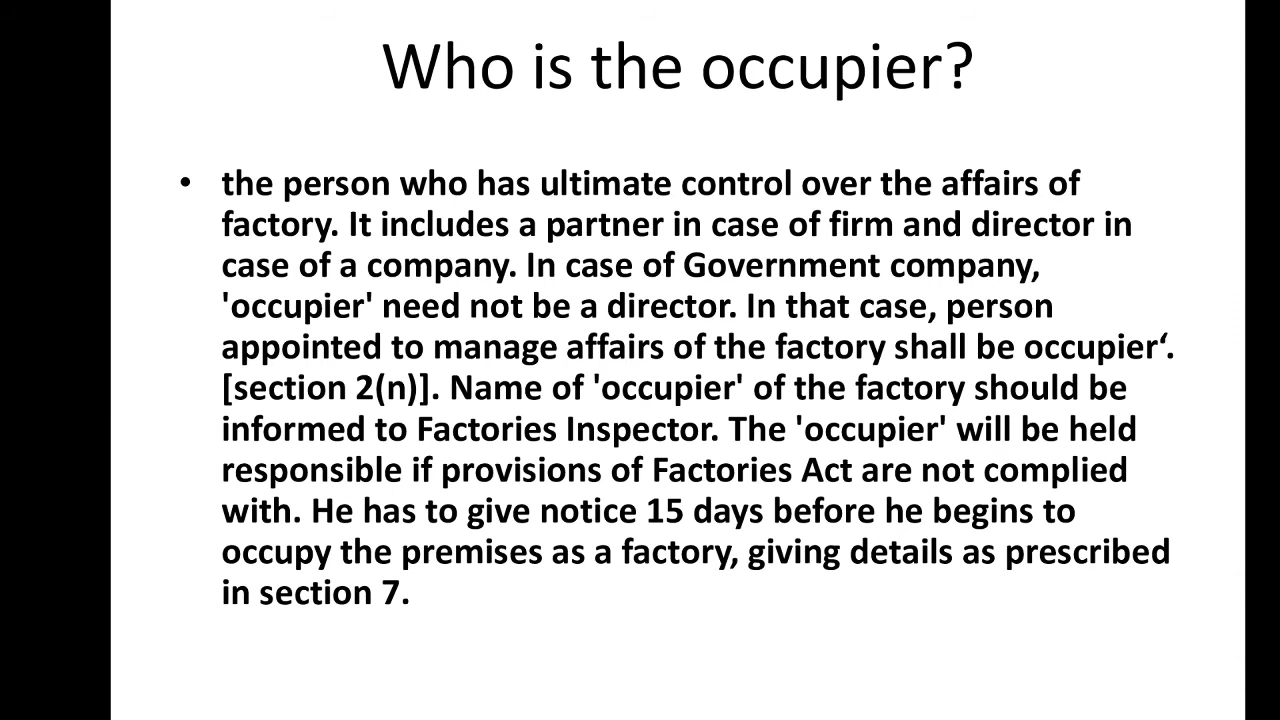 Who is the occupier?
• the person who has ultimate control over the affairs of
factory. It includes a partner in case of firm and director in
case of a company. In case of Government company,
'occupier' need not be a director. In that case, person
appointed to manage affairs of the factory shall be occupier‘.
[section 2(n)]. Name of 'occupier' of the factory should be
informed to Factories Inspector. The 'occupier' will be held
responsible if provisions of Factories Act are not complied
with. He has to give notice 15 days before he begins to
occupy the premises as a factory, giving details as prescribed
in section 7.